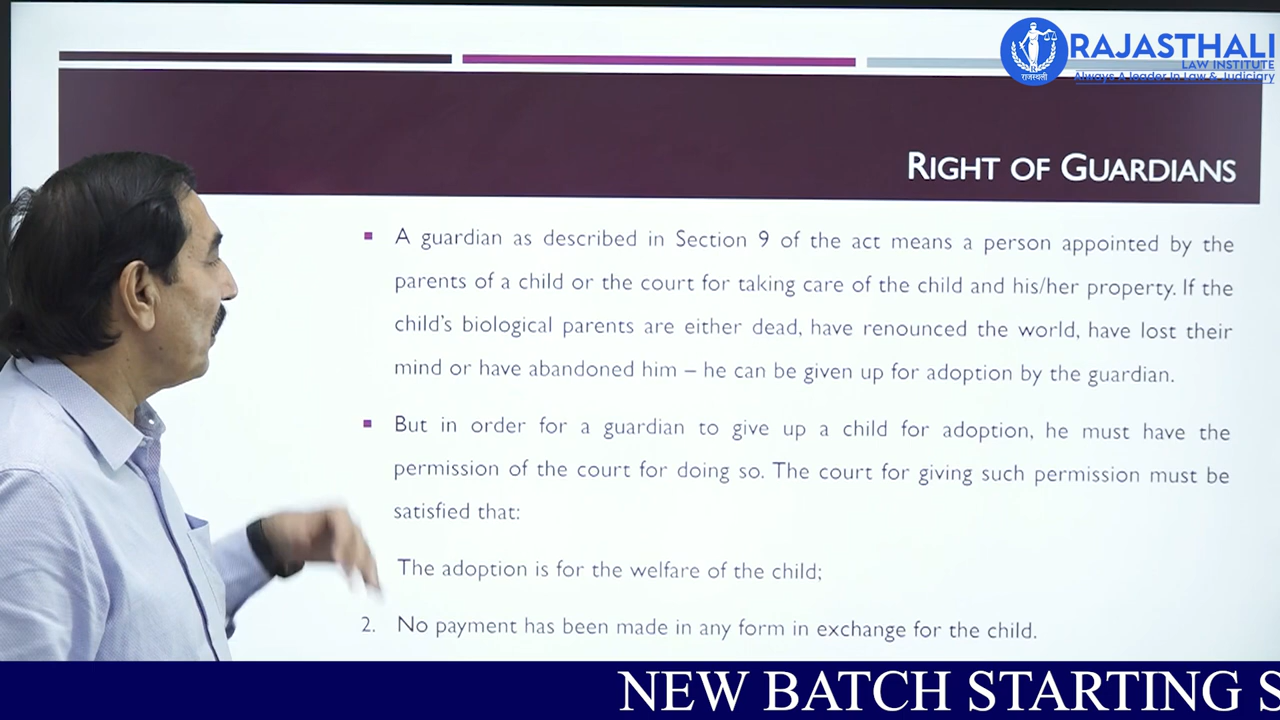 RAJASTHALI
LAW INSTITUTE
राजस्थली
Always A leader in Law & Judiciary
RIGHT OF GUARDIANS
▪ A guardian as described in Section 9 of the act means a person appointed by the
parents of a child or the court for taking care of the child and his/her property. If the
child's biological parents are either dead, have renounced the world, have lost their
mind or have abandoned him – he can be given up for adoption by the guardian.
▪ But in order for a guardian to give up a child for adoption, he must have the
permission of the court for doing so. The court for giving such permission must be
satisfied that:
The adoption is for the welfare of the child;
2. No payment has been made in any form in exchange for the child.
NEW BATCH STARTING S